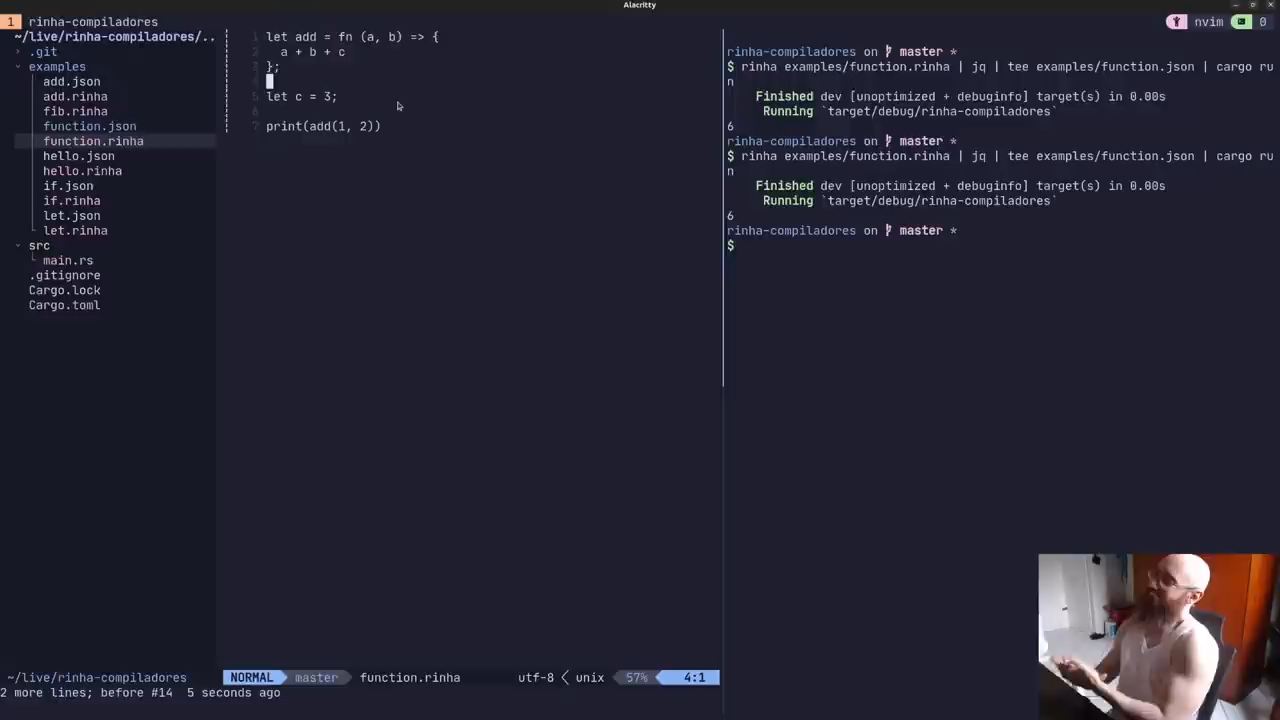 Alacritty
1 rinha-compiladores
nvim 0
~/live/rinha-compiladores/..
.git
examples
add.json
add.rinha
fib.rinha
function.json
function.rinha
hello.json
hello.rinha
if.json
if.rinha
let.json
let.rinha
src
main.rs
.gitignore
Cargo.lock
Cargo.toml
1 let add = fn (a, b) => {
2 a + b + c
3 };
4
5 let c = 3;
6
7 print(add(1, 2))
rinha-compiladores on master *
$ rinha examples/function.rinha | jq | tee examples/function.json | cargo ru
n
Finished dev [unoptimized + debuginfo] target(s) in 0.00s
Running `target/debug/rinha-compiladores`
6
rinha-compiladores on master *
$ rinha examples/function.rinha | jq | tee examples/function.json | cargo ru
n
Finished dev [unoptimized + debuginfo] target(s) in 0.00s
Running `target/debug/rinha-compiladores`
6
rinha-compiladores on master *
$
~/live/rinha-compiladores
NORMAL master function.rinha utf-8 < unix 57% 4:1
2 more lines; before #14 5 seconds ago